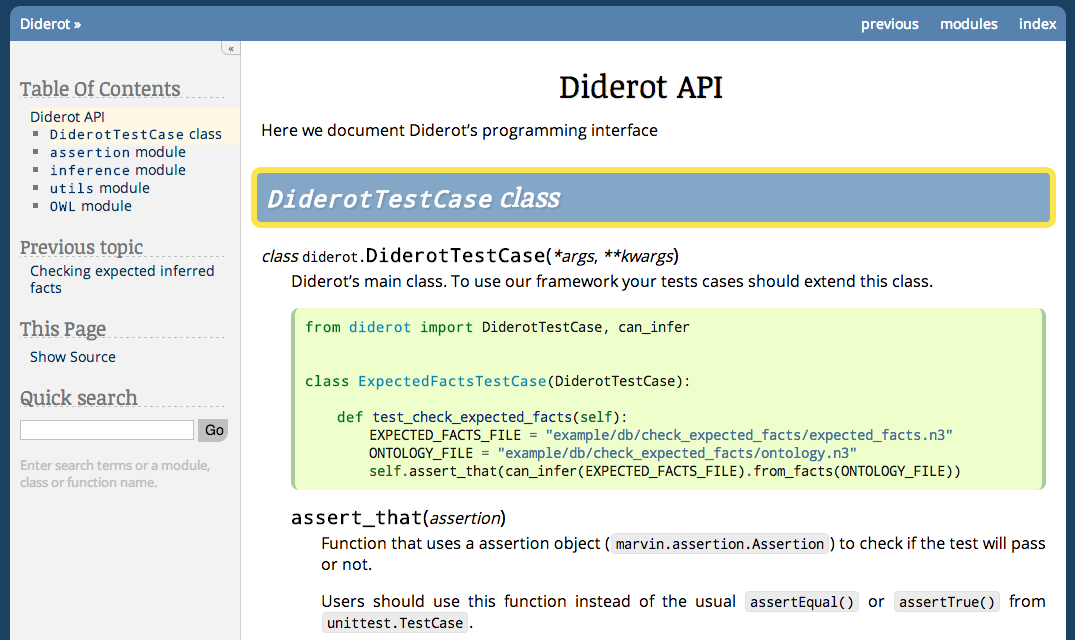 Diderot »
previous modules index
«
Table Of Contents
Diderot API
DiderotTestCase class
assertion module
inference module
utils module
OWL module
Previous topic
Checking expected inferred
facts
This Page
Show Source
Quick search
Go
Enter search terms or a module,
class or function name.
Diderot API
Here we document Diderot’s programming interface
DiderotTestCase class
class diderot.DiderotTestCase(*args, **kwargs)
Diderot’s main class. To use our framework your tests cases should extend this class.
from diderot import DiderotTestCase, can_infer
class ExpectedFactsTestCase(DiderotTestCase):
def test_check_expected_facts(self):
EXPECTED_FACTS_FILE = "example/db/check_expected_facts/expected_facts.n3"
ONTOLOGY_FILE = "example/db/check_expected_facts/ontology.n3"
self.assert_that(can_infer(EXPECTED_FACTS_FILE).from_facts(ONTOLOGY_FILE))
assert_that(assertion)
Function that uses a assertion object (marvin.assertion.Assertion) to check if the test will pass
or not.
Users should use this function instead of the usual assertEqual() or assertTrue() from
unittest.TestCase.